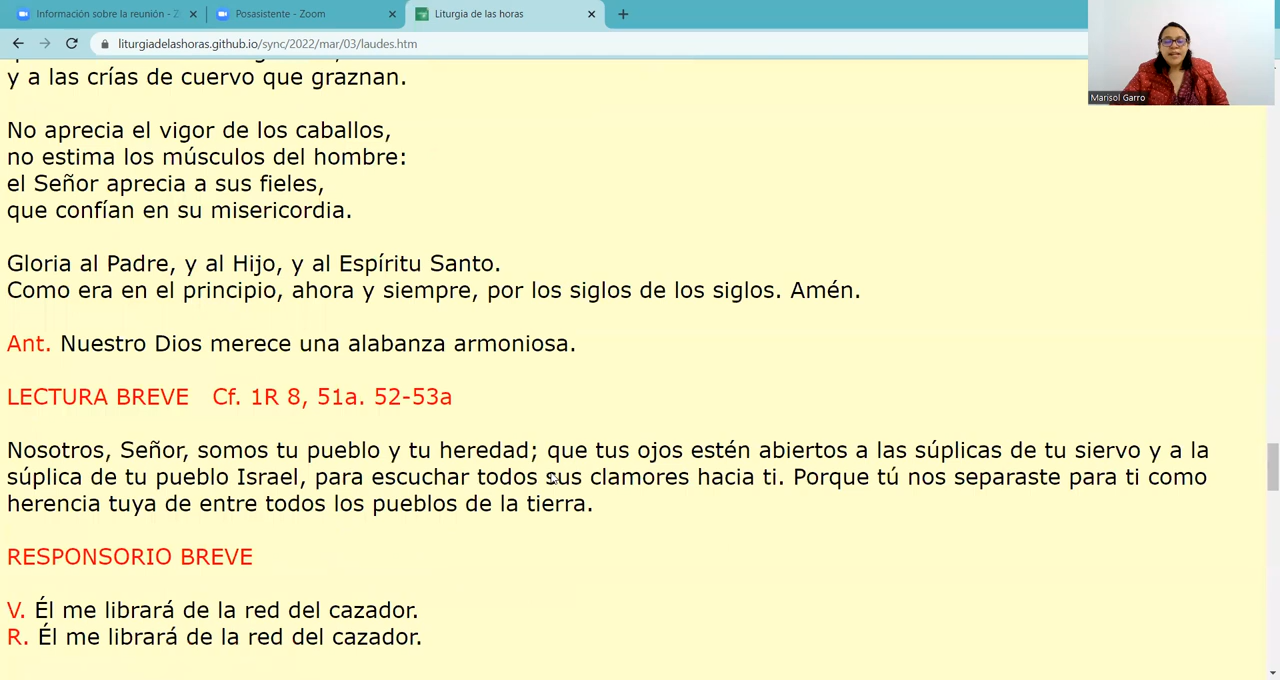 Información sobre la reunión - Z
Posasistente - Zoom
Liturgia de las horas
liturgiadelashoras.github.io/sync/2022/mar/03/laudes.htm
Marisol Garro
y a las crías de cuervo que graznan.
No aprecia el vigor de los caballos,
no estima los músculos del hombre:
el Señor aprecia a sus fieles,
que confían en su misericordia.
Gloria al Padre, y al Hijo, y al Espíritu Santo.
Como era en el principio, ahora y siempre, por los siglos de los siglos. Amén.
Ant. Nuestro Dios merece una alabanza armoniosa.
LECTURA BREVE Cf. 1R 8, 51a. 52-53a
Nosotros, Señor, somos tu pueblo y tu heredad; que tus ojos estén abiertos a las súplicas de tu siervo y a la
súplica de tu pueblo Israel, para escuchar todos sus clamores hacia ti. Porque tú nos separaste para ti como
herencia tuya de entre todos los pueblos de la tierra.
RESPONSORIO BREVE
V. Él me librará de la red del cazador.
R. Él me librará de la red del cazador.